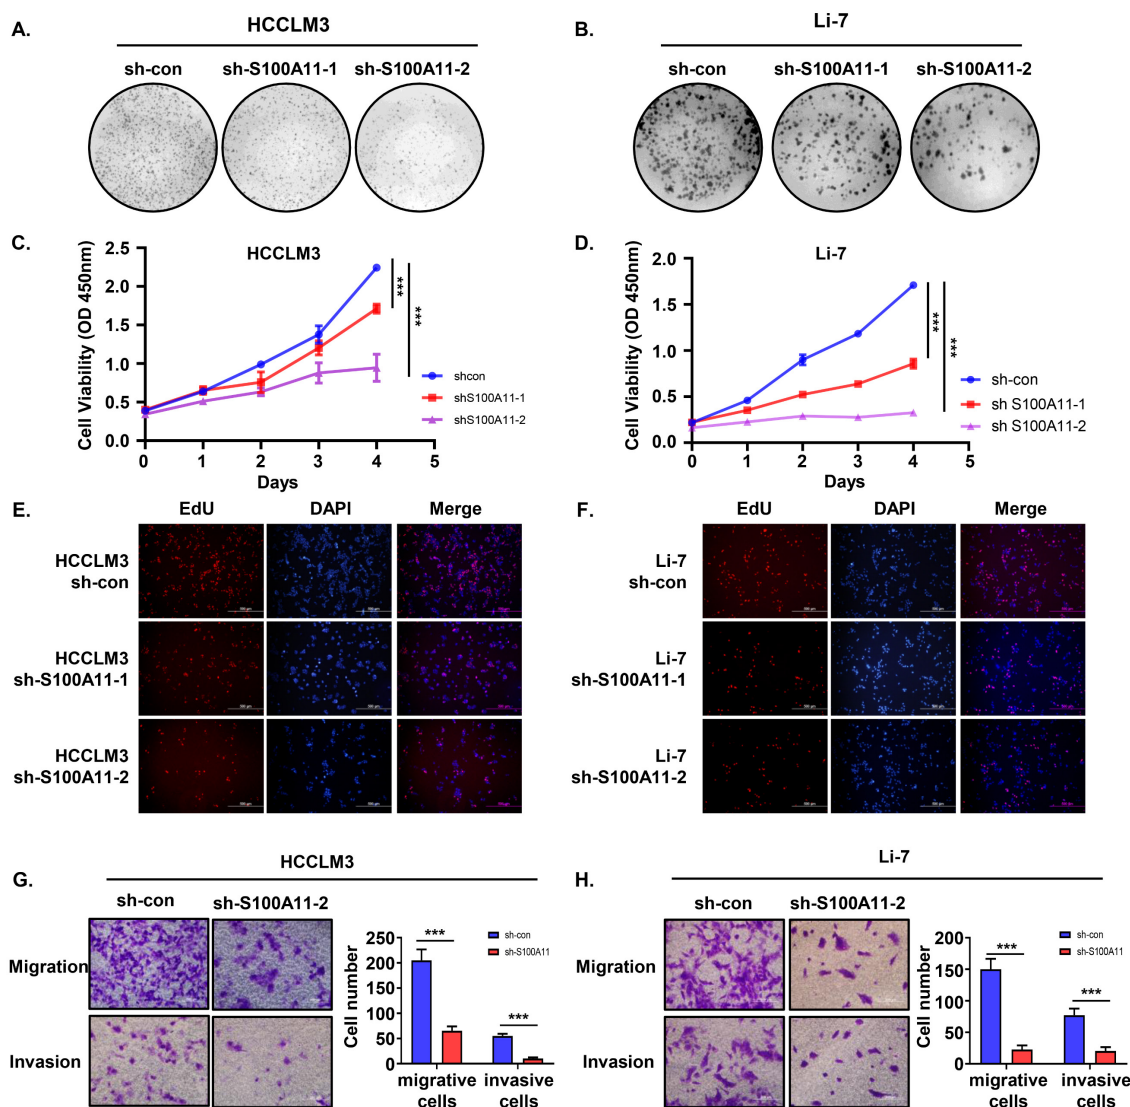 A.
HCCLM3
sh-con
sh-S100A11-1
sh-S100A11-2
B.
Li-7
sh-con
sh-S100A11-1
sh-S100A11-2
C.
HCCLM3
Cell Viability (OD 450nm)
2.5
2.0
1.5
1.0
0.5
0.0
0 1 2 3 4 5
Days
***
***
shcon
shS100A11-1
shS100A11-2
D.
Li-7
Cell Viability (OD 450nm)
2.0
1.5
1.0
0.5
0.0
0 1 2 3 4 5
Days
***
***
sh-con
sh S100A11-1
sh S100A11-2
E.
EdU DAPI Merge
HCCLM3
sh-con
HCCLM3
sh-S100A11-1
HCCLM3
sh-S100A11-2
F.
EdU DAPI Merge
Li-7
sh-con
Li-7
sh-S100A11-1
Li-7
sh-S100A11-2
G.
HCCLM3
sh-con
sh-S100A11-2
Migration
Invasion
Cell number
250
200
150
100
50
0
***
***
sh-con
sh-S100A11
migrative
cells
invasive
cells
H.
Li-7
sh-con
sh-S100A11-2
Migration
Invasion
Cell number
200
150
100
50
0
***
***
sh-con
sh-S100A11
migrative
cells
invasive
cells